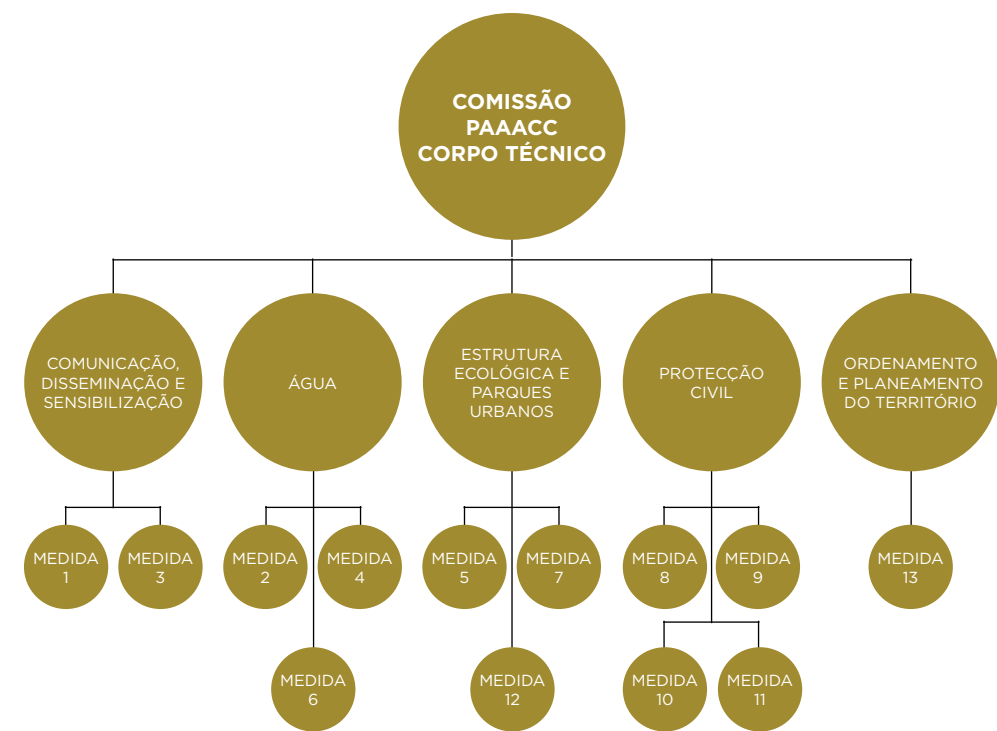 COMISSÃO
PAAACC
CORPO TÉCNICO
COMUNICAÇÃO,
DISSEMINAÇÃO E
SENSIBILIZAÇÃO
ÁGUA
ESTRUTURA
ECOLÓGICA E
PARQUES
URBANOS
PROTECÇÃO
CIVIL
ORDENAMENTO
E PLANEAMENTO
DO TERRITÓRIO
MEDIDA
1
MEDIDA
3
MEDIDA
2
MEDIDA
4
MEDIDA
5
MEDIDA
7
MEDIDA
8
MEDIDA
9
MEDIDA
13
MEDIDA
6
MEDIDA
12
MEDIDA
10
MEDIDA
11